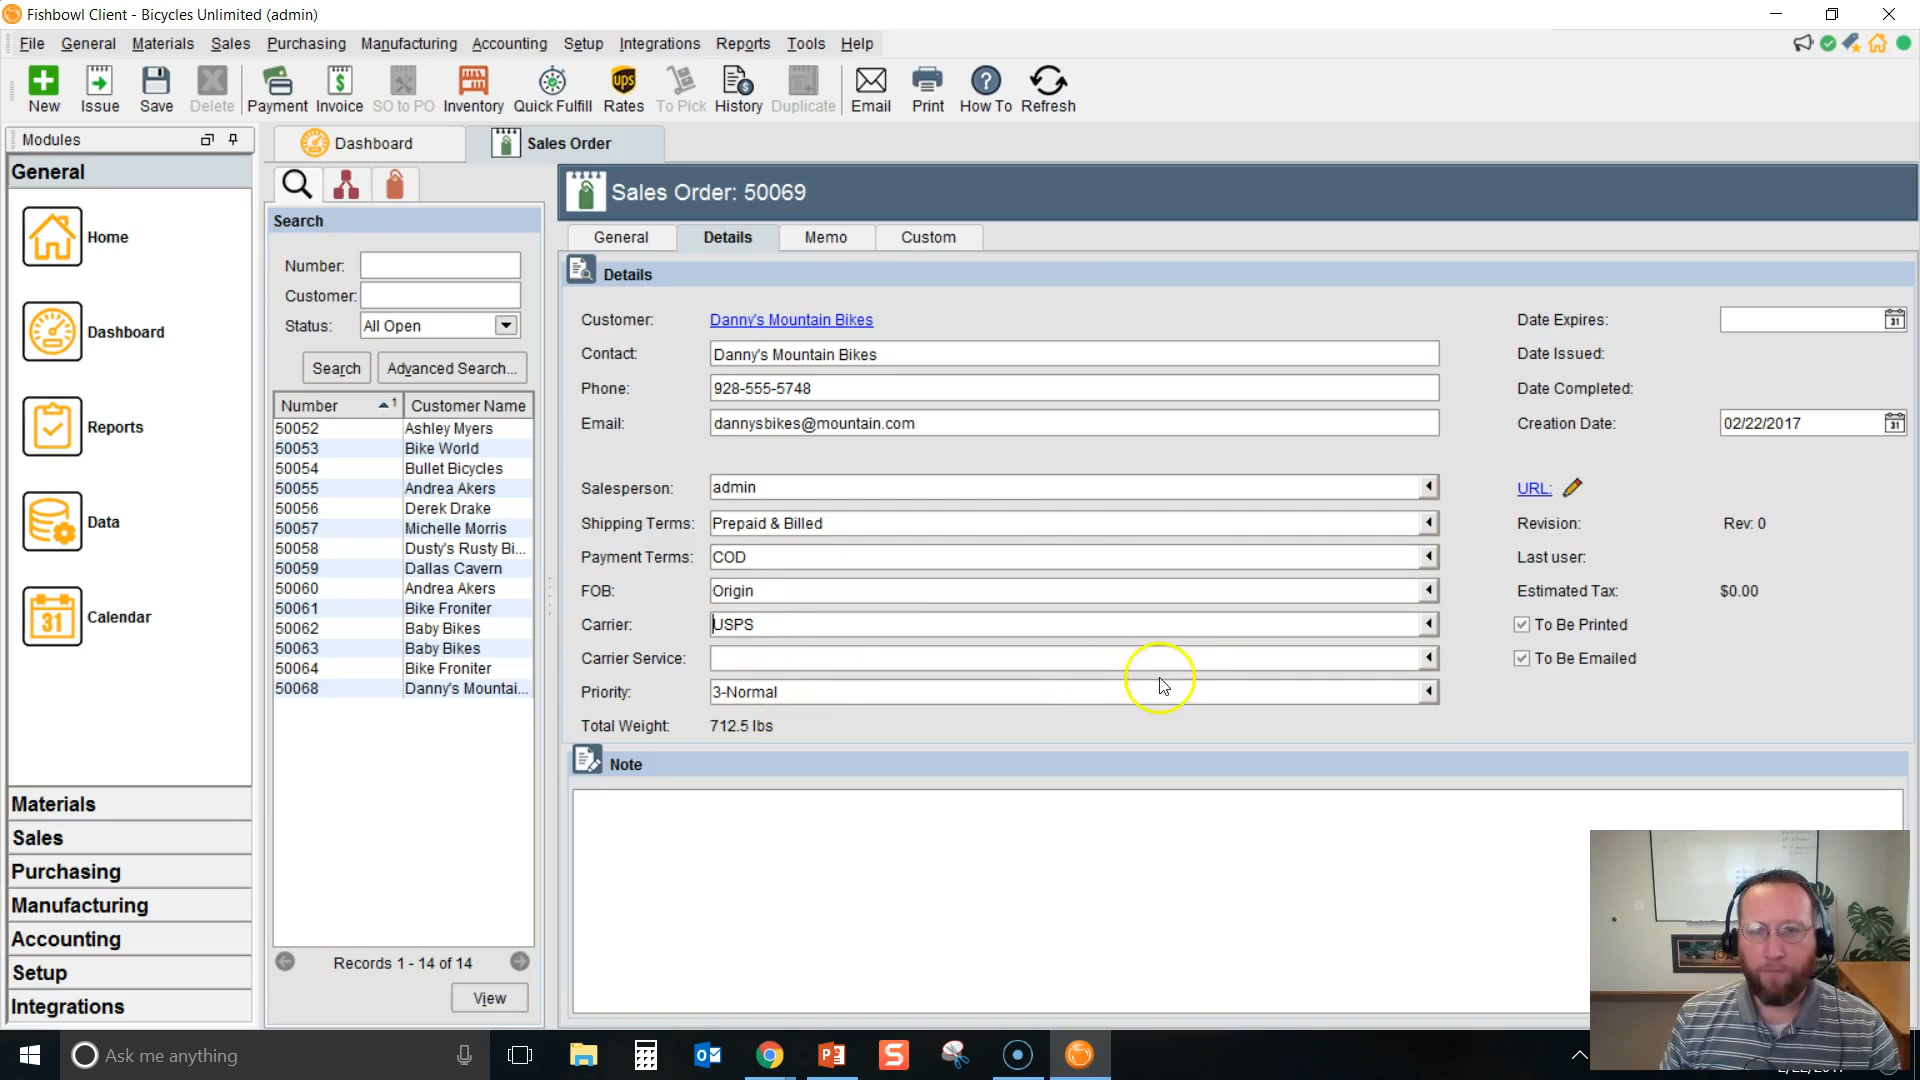 Fishbowl Client - Bicycles Unlimited (admin)
File General Materials Sales Purchasing Manufacturing Accounting Setup Integrations Reports Tools Help
New Issue Save Delete Payment Invoice SO to PO Inventory Quick Fulfill Rates To Pick History Duplicate Email Print How To Refresh
Modules
General
Home
Dashboard
Reports
Data
31
Calendar
Materials
Sales
Purchasing
Manufacturing
Accounting
Setup
Integrations
Dashboard
Sales Order
Search
Number:
Customer:
Status: All Open
Search Advanced Search...
Number 1 Customer Name
50052 Ashley Myers
50053 Bike World
50054 Bullet Bicycles
50055 Andrea Akers
50056 Derek Drake
50057 Michelle Morris
50058 Dusty's Rusty Bi...
50059 Dallas Cavern
50060 Andrea Akers
50061 Bike Froniter
50062 Baby Bikes
50063 Baby Bikes
50064 Bike Froniter
50068 Danny's Mountai...
Records 1 - 14 of 14
View
Sales Order: 50069
General Details Memo Custom
Details
Customer: Danny's Mountain Bikes
Contact: Danny's Mountain Bikes
Phone: 928-555-5748
Email: dannysbikes@mountain.com
Salesperson: admin
Shipping Terms: Prepaid & Billed
Payment Terms: COD
FOB: Origin
Carrier: USPS
Carrier Service:
Priority: 3-Normal
Total Weight: 712.5 lbs
Date Expires: 31
Date Issued:
Date Completed:
Creation Date: 02/22/2017 31
URL:
Revision: Rev: 0
Last user:
Estimated Tax: $0.00
To Be Printed
To Be Emailed
Note
Ask me anything